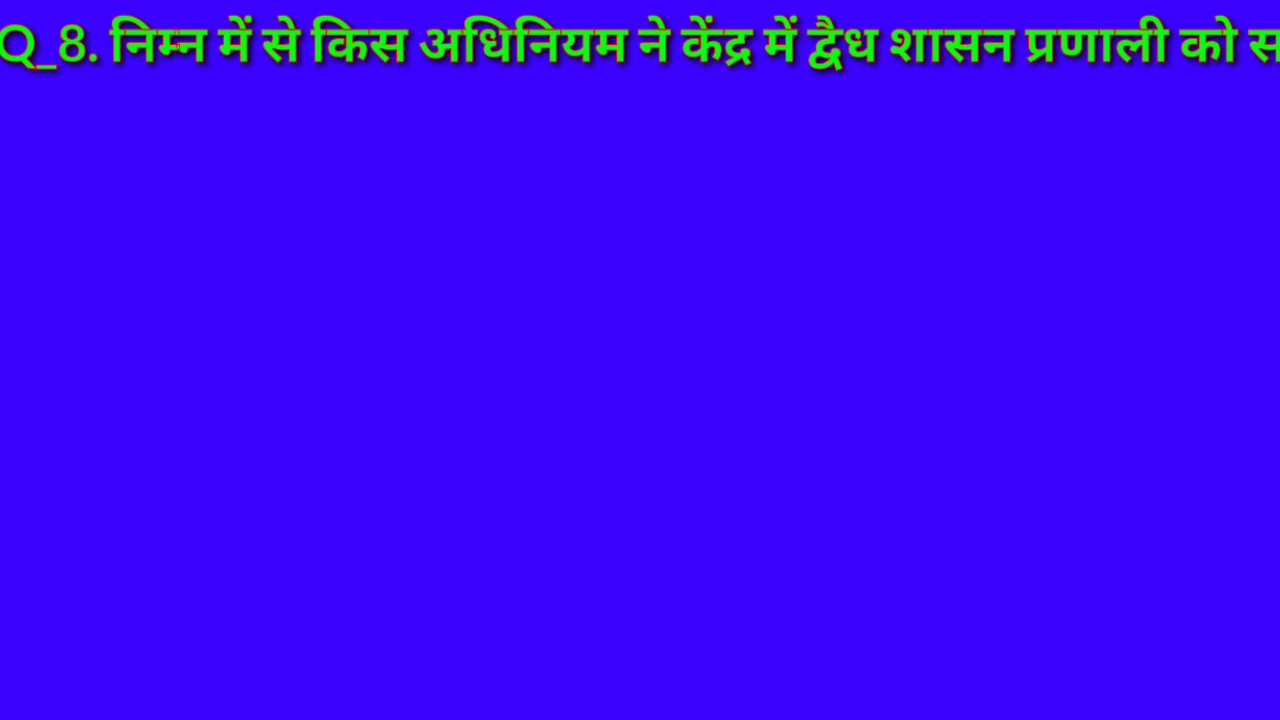 Q_8. निम्न में से किस अधिनियम ने केंद्र में द्वैध शासन प्रणाली को